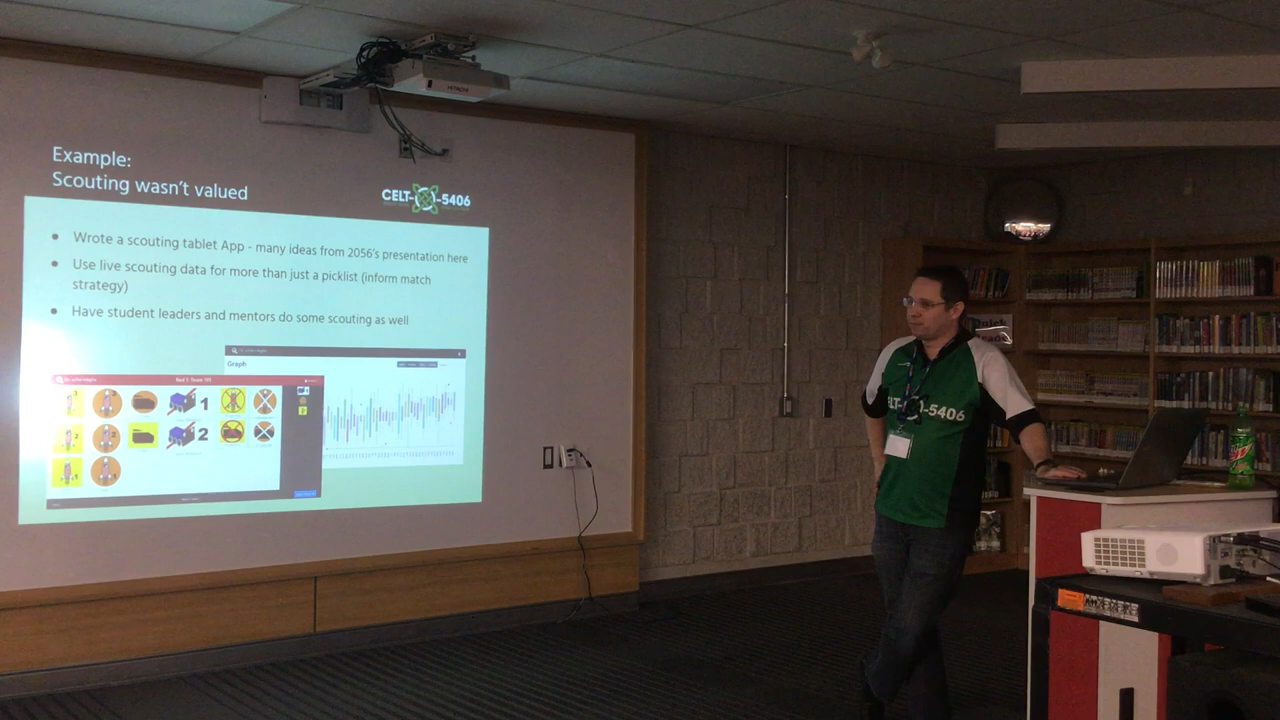 HITACHI
Example:
Scouting wasn't valued
CELT-X-5406
• Wrote a scouting tablet App - many ideas from 2056's presentation here
• Use live scouting data for more than just a picklist (inform match
strategy)
• Have student leaders and mentors do some scouting as well
Graph
1
2
ELT-X-5406